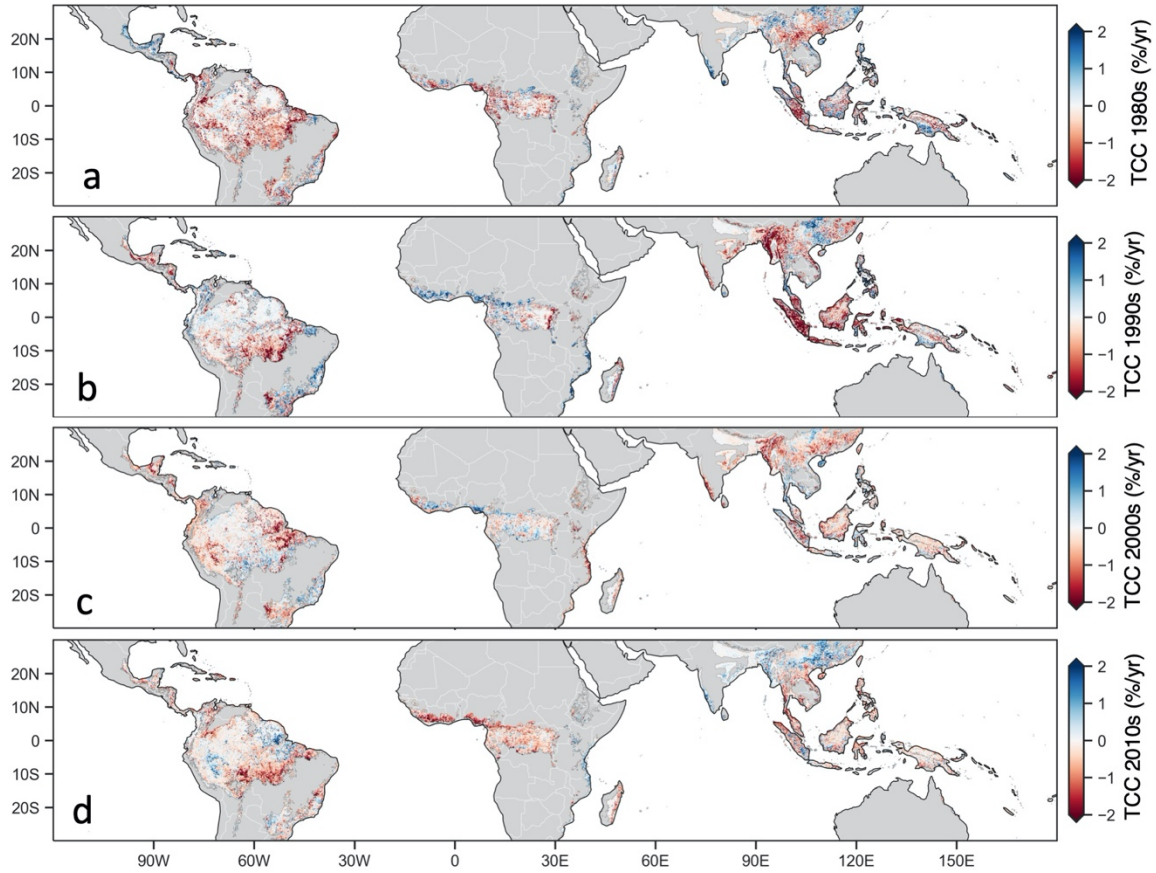 20N
10N
0
10S
20S
a
2
1
0
−1
−2
TCC 1980s (%/yr)
20N
10N
0
10S
20S
b
2
1
0
−1
−2
TCC 1990s (%/yr)
20N
10N
0
10S
20S
c
2
1
0
−1
−2
TCC 2000s (%/yr)
20N
10N
0
10S
20S
d
2
1
0
−1
−2
TCC 2010s (%/yr)
90W 60W 30W 0 30E 60E 90E 120E 150E